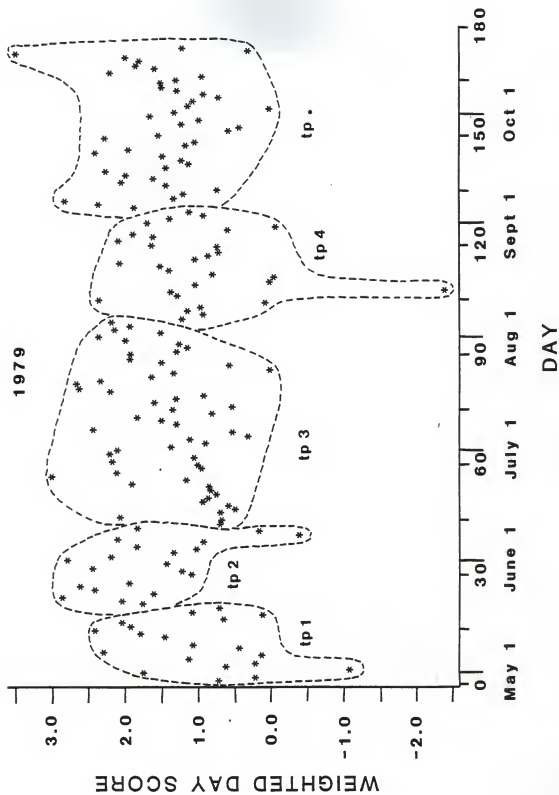 1979
WEIGHTED DAY SCORE
3.0
2.0
1.0
0.0
-1.0
-2.0
tp1
tp2
tp3
tp4
tp.
0 30 60 90 120 150 180
May 1 June 1 July 1 Aug 1 Sept 1 Oct 1
DAY